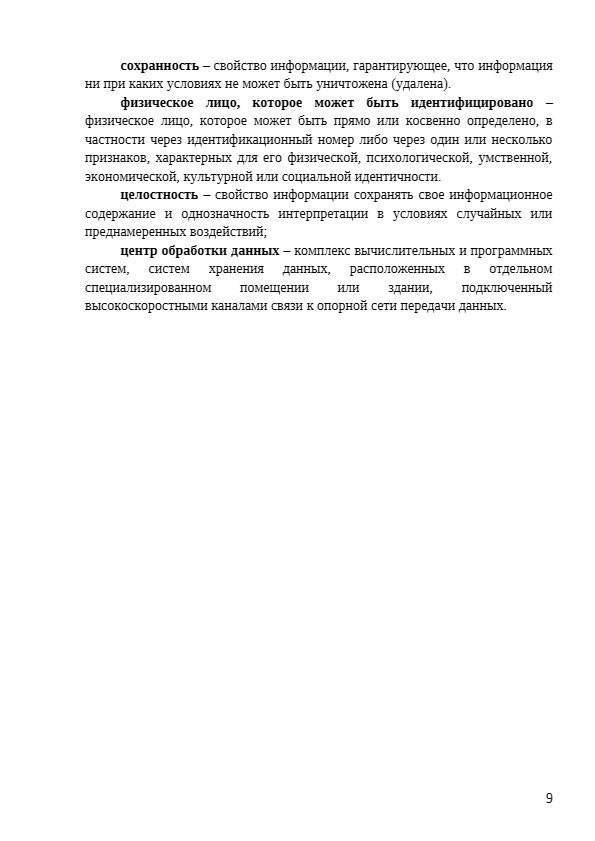 сохранность – свойство информации, гарантирующее, что информация
ни при каких условиях не может быть уничтожена (удалена).
физическое лицо, которое может быть идентифицировано –
физическое лицо, которое может быть прямо или косвенно определено, в
частности через идентификационный номер либо через один или несколько
признаков, характерных для его физической, психологической, умственной,
экономической, культурной или социальной идентичности.
целостность – свойство информации сохранять свое информационное
содержание и однозначность интерпретации в условиях случайных или
преднамеренных воздействий;
центр обработки данных – комплекс вычислительных и программных
систем, систем хранения данных, расположенных в отдельном
специализированном помещении или здании, подключенный
высокоскоростными каналами связи к опорной сети передачи данных.
9